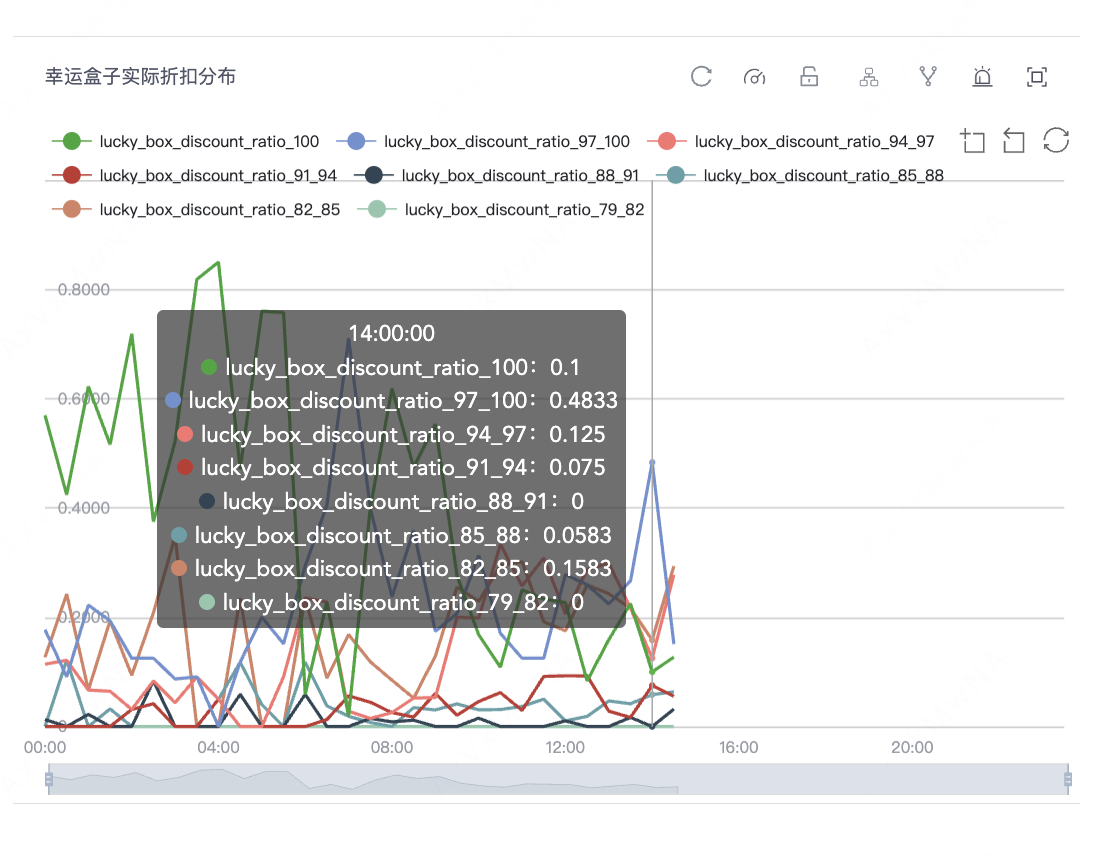 幸运盒子实际折扣分布
lucky_box_discount_ratio_100 lucky_box_discount_ratio_97_100 lucky_box_discount_ratio_94_97
lucky_box_discount_ratio_91_94 lucky_box_discount_ratio_88_91 lucky_box_discount_ratio_85_88
lucky_box_discount_ratio_82_85 lucky_box_discount_ratio_79_82
0.8000
14:00:00
lucky_box_discount_ratio_100：0.1
0.6000
lucky_box_discount_ratio_97_100：0.4833
lucky_box_discount_ratio_94_97：0.125
lucky_box_discount_ratio_91_94：0.075
0.4000
lucky_box_discount_ratio_88_91：0
lucky_box_discount_ratio_85_88：0.0583
lucky_box_discount_ratio_82_85：0.1583
0.2000
lucky_box_discount_ratio_79_82：0
0
00:00 04:00 08:00 12:00 16:00 20:00